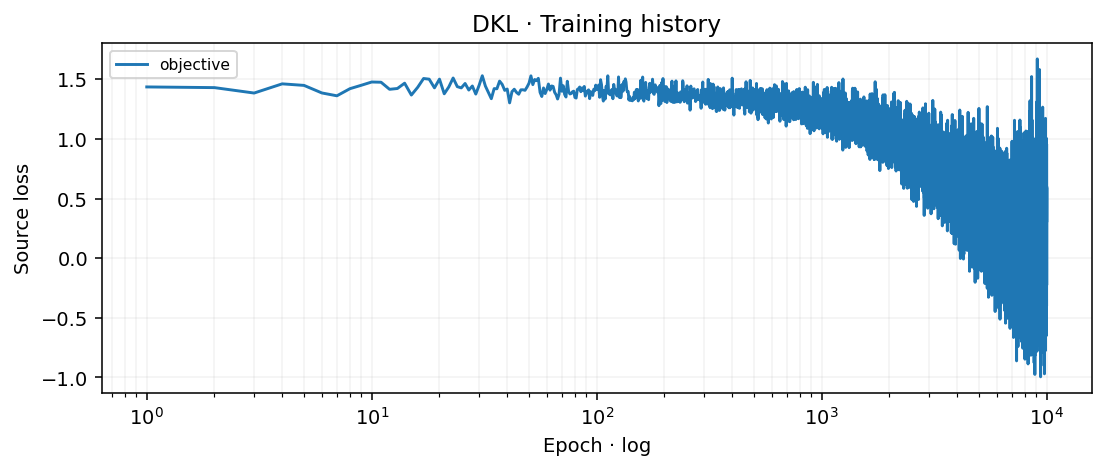 DKL · Training history
objective
Source loss
1.5
1.0
0.5
0.0
−0.5
−1.0
10⁰ 10¹ 10² 10³ 10⁴
Epoch · log